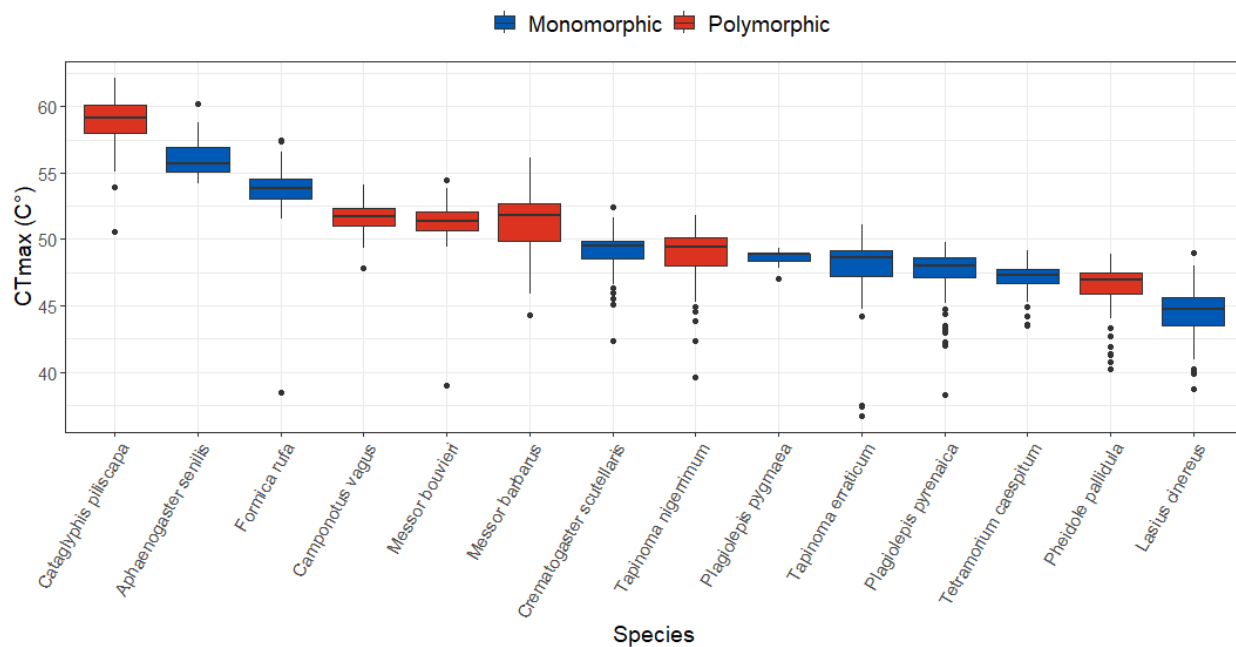 Monomorphic Polymorphic
CTmax (C°)
60
55
50
45
40
Cataglyphis piliscapa
Aphaenogaster senilis
Formica rufa
Camponotus vagus
Messor bouvieri
Messor barbarus
Crematogaster scutellaris
Tapinoma nigerrimum
Plagiolepis pygmaea
Tapinoma erraticum
Plagiolepis pyrenaica
Tetramorium caespitum
Pheidole pallidula
Lasius cinereus
Species